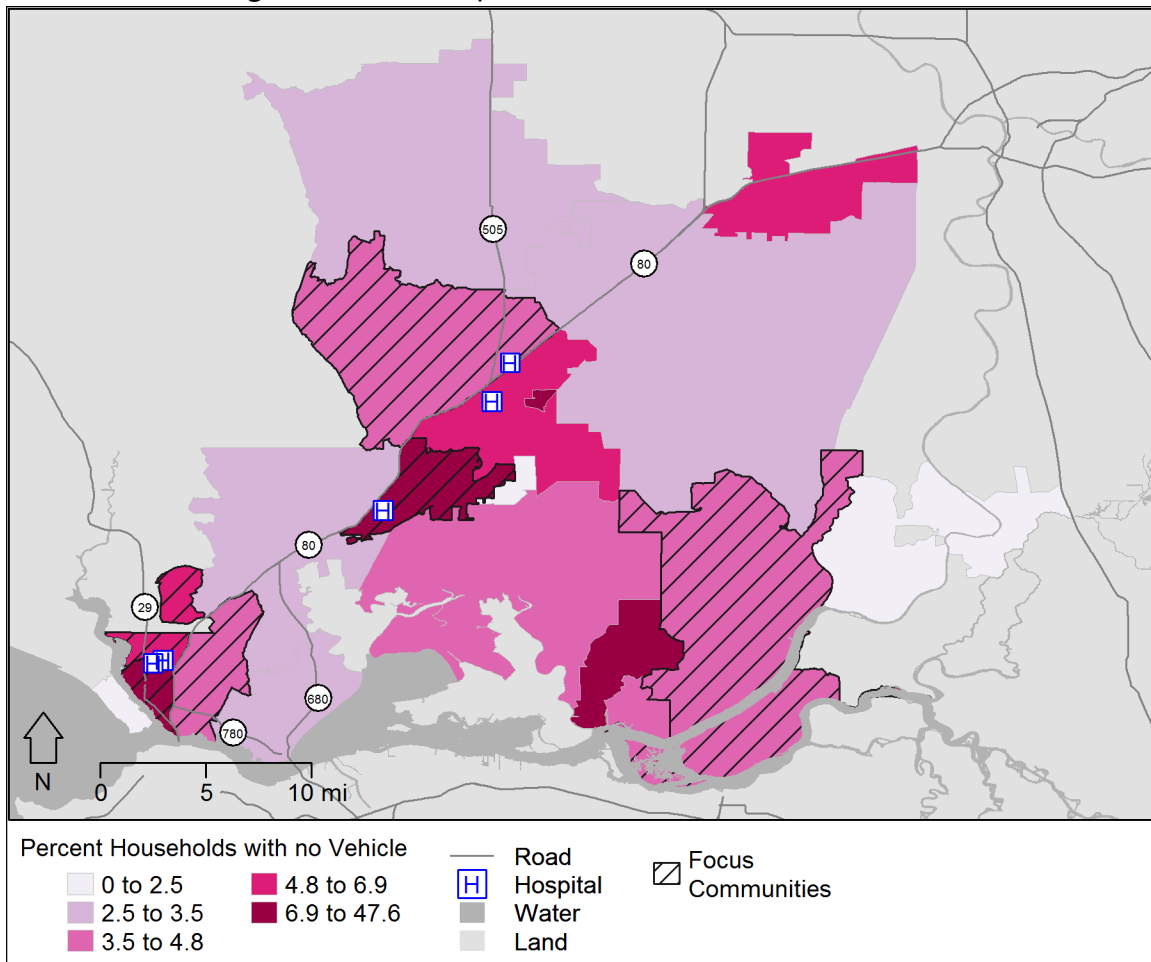 505
80
80
29
680
780
N
0 5 10 mi
Percent Households with no Vehicle
0 to 2.5
2.5 to 3.5
3.5 to 4.8
4.8 to 6.9
6.9 to 47.6
Road
H Hospital
Water
Land
Focus
Communities
H
H
H
H
H